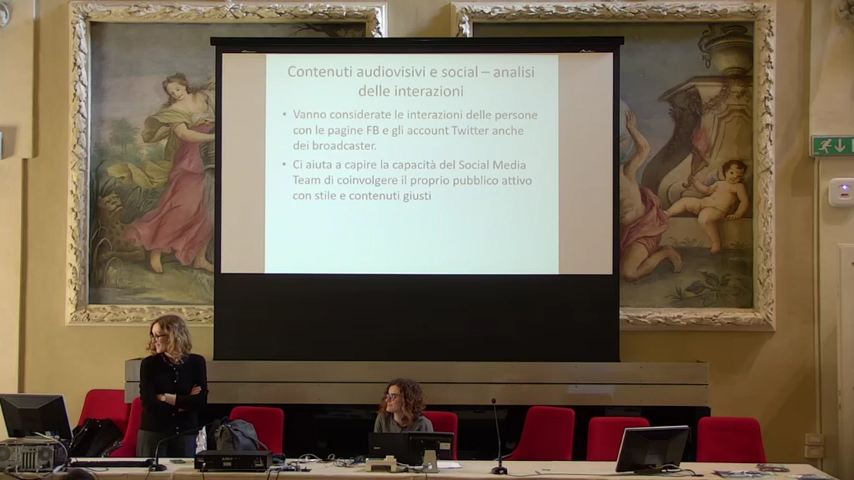 Contenuti audiovisivi e social – analisi
delle interazioni
• Vanno considerate le interazioni delle persone
con le pagine FB e gli account Twitter anche
dei broadcaster.
• Ci aiuta a capire la capacità del Social Media
Team di coinvolgere il proprio pubblico attivo
con stile e contenuti giusti